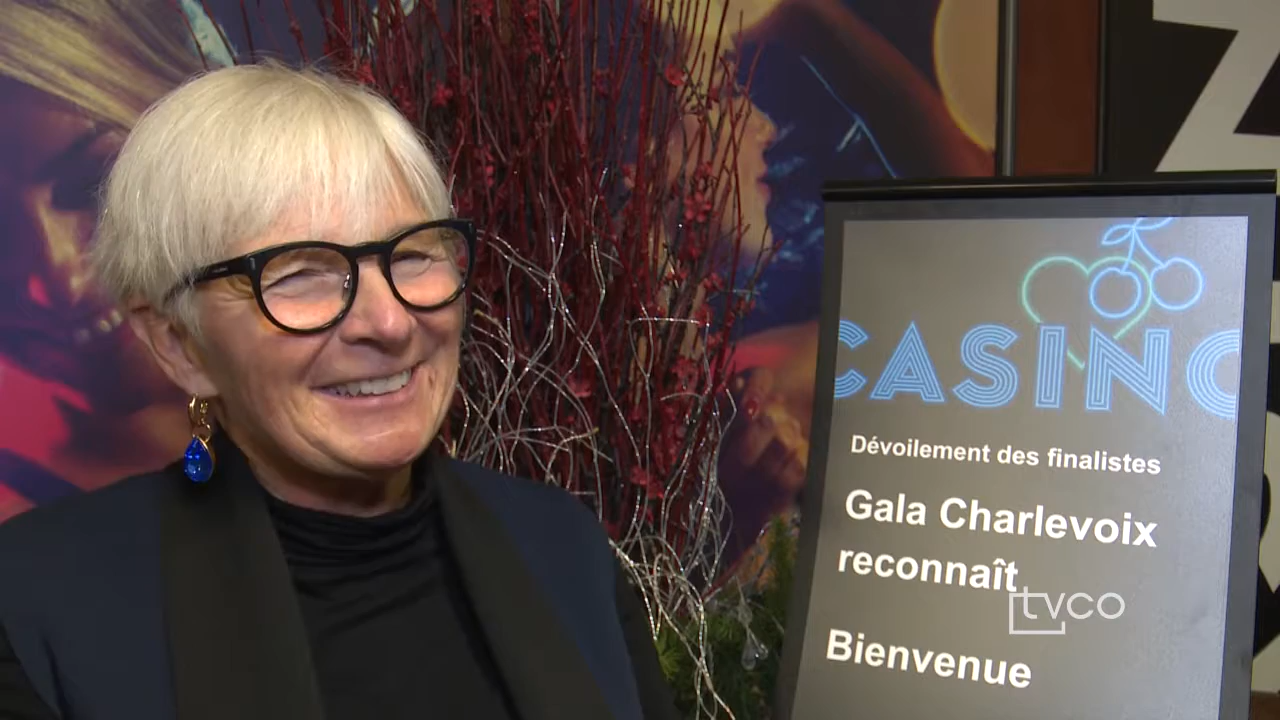 CASINO
Dévoilement des finalistes
Gala Charlevoix
reconnaît
tvco
Bienvenue